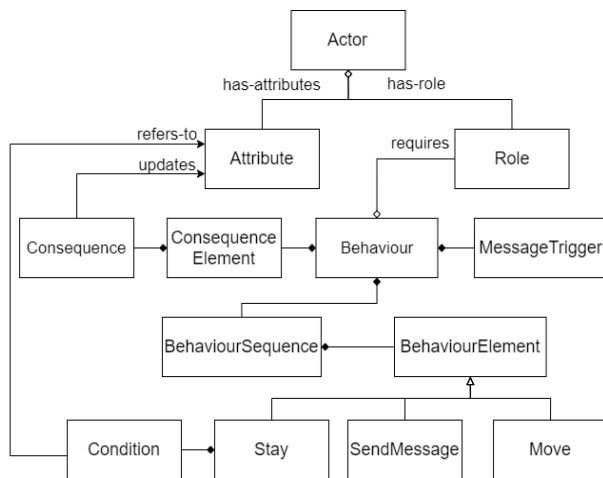 Actor
has-attributes
has-role
refers-to
requires
Attribute
Role
updates
Consequence
Consequence
Element
Behaviour
MessageTrigger
BehaviourSequence
BehaviourElement
Condition
Stay
SendMessage
Move